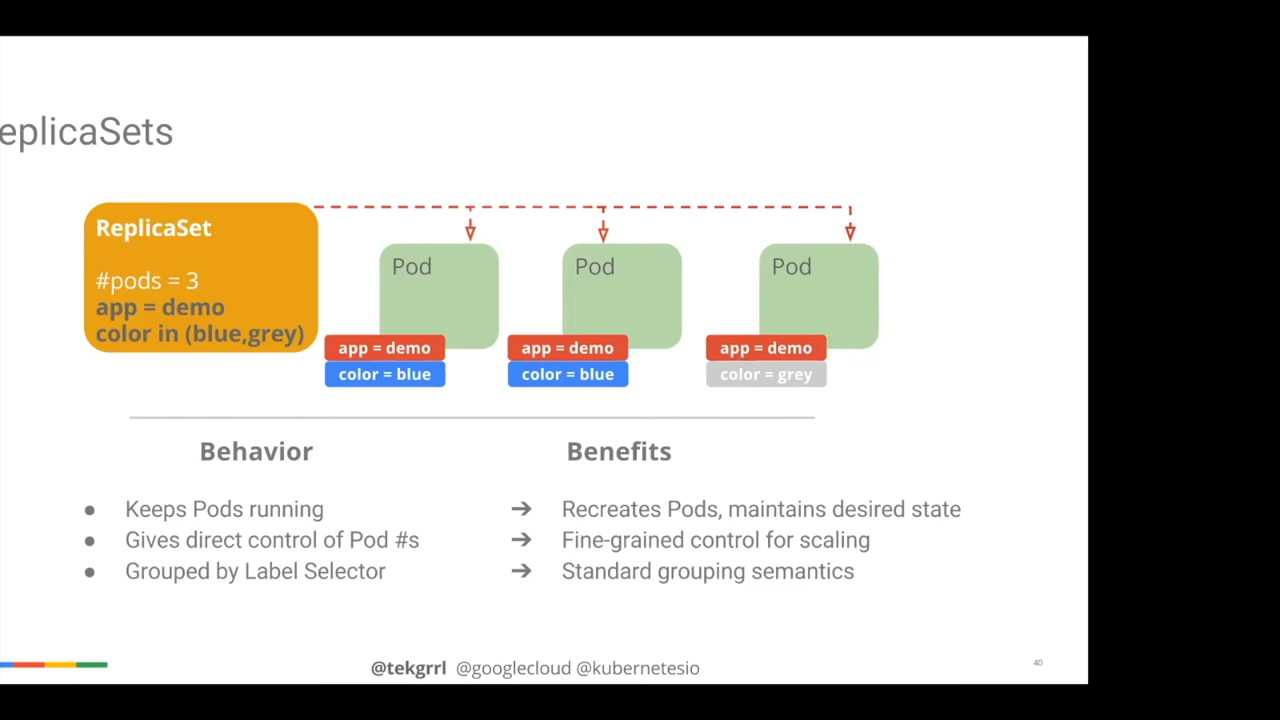 eplicaSets
ReplicaSet
#pods = 3
app = demo
color in (blue,grey)
Pod
app = demo
color = blue
Pod
app = demo
color = blue
Pod
app = demo
color = grey
Behavior
● Keeps Pods running
● Gives direct control of Pod #s
● Grouped by Label Selector
Benefits
➔ Recreates Pods, maintains desired state
➔ Fine-grained control for scaling
➔ Standard grouping semantics
@tekgrrl @googlecloud @kubernetesio
40